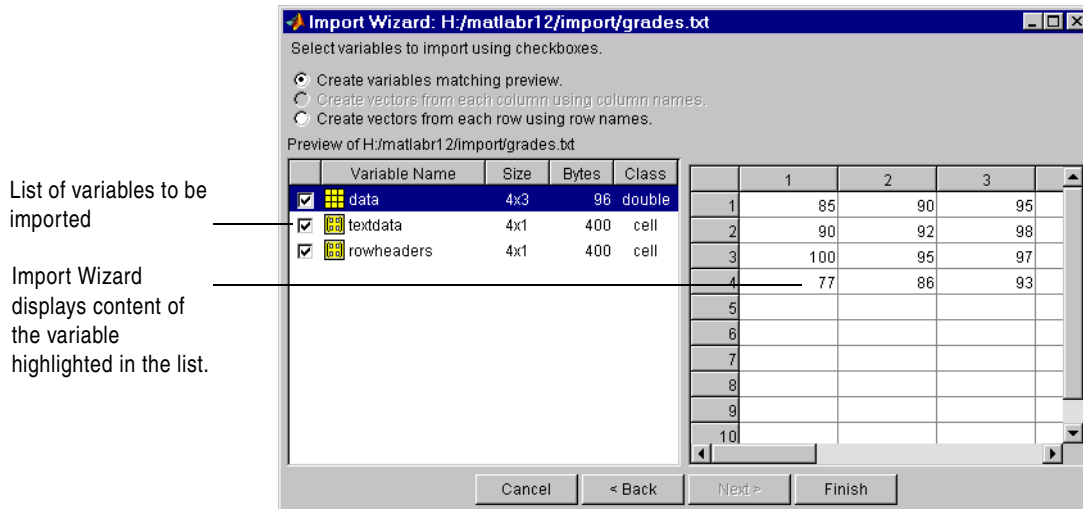 Import Wizard: H:/matlabr12/import/grades.txt
Select variables to import using checkboxes.
Create variables matching preview.
Create vectors from each column using column names.
Create vectors from each row using row names.
Preview of H:/matlabr12/import/grades.txt
Variable Name Size Bytes Class
data 4x3 96 double
textdata 4x1 400 cell
rowheaders 4x1 400 cell
1 2 3
1 85 90 95
2 90 92 98
3 100 95 97
4 77 86 93
5
6
7
8
9
10
Cancel < Back Next > Finish
List of variables to be
imported
Import Wizard
displays content of
the variable
highlighted in the list.